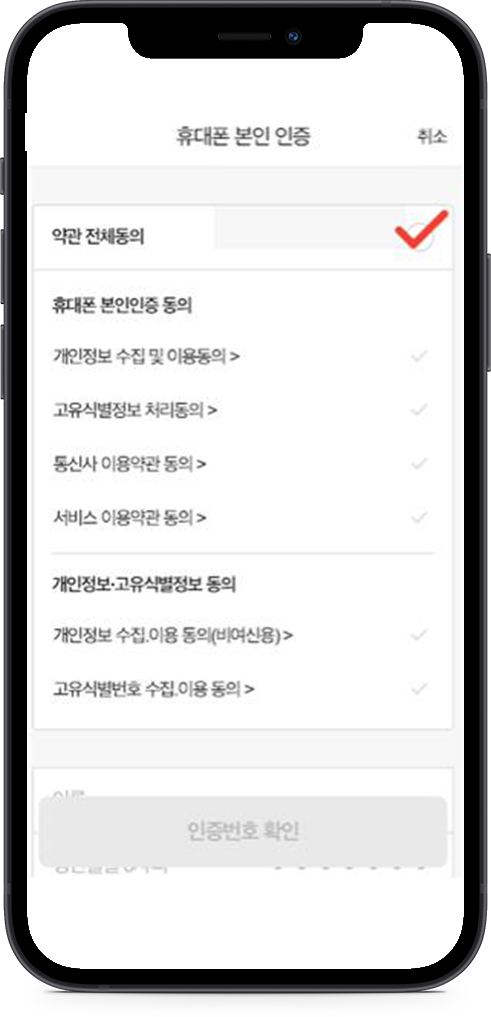 휴대폰 본인 인증
취소
약관 전체동의
휴대폰 본인인증 동의
개인정보 수집 및 이용동의 >
고유식별정보 처리동의 >
통신사 이용약관 동의 >
서비스 이용약관 동의 >
개인정보·고유식별정보 동의
개인정보 수집.이용 동의(비여신용) >
고유식별번호 수집.이용 동의 >
인증번호 확인